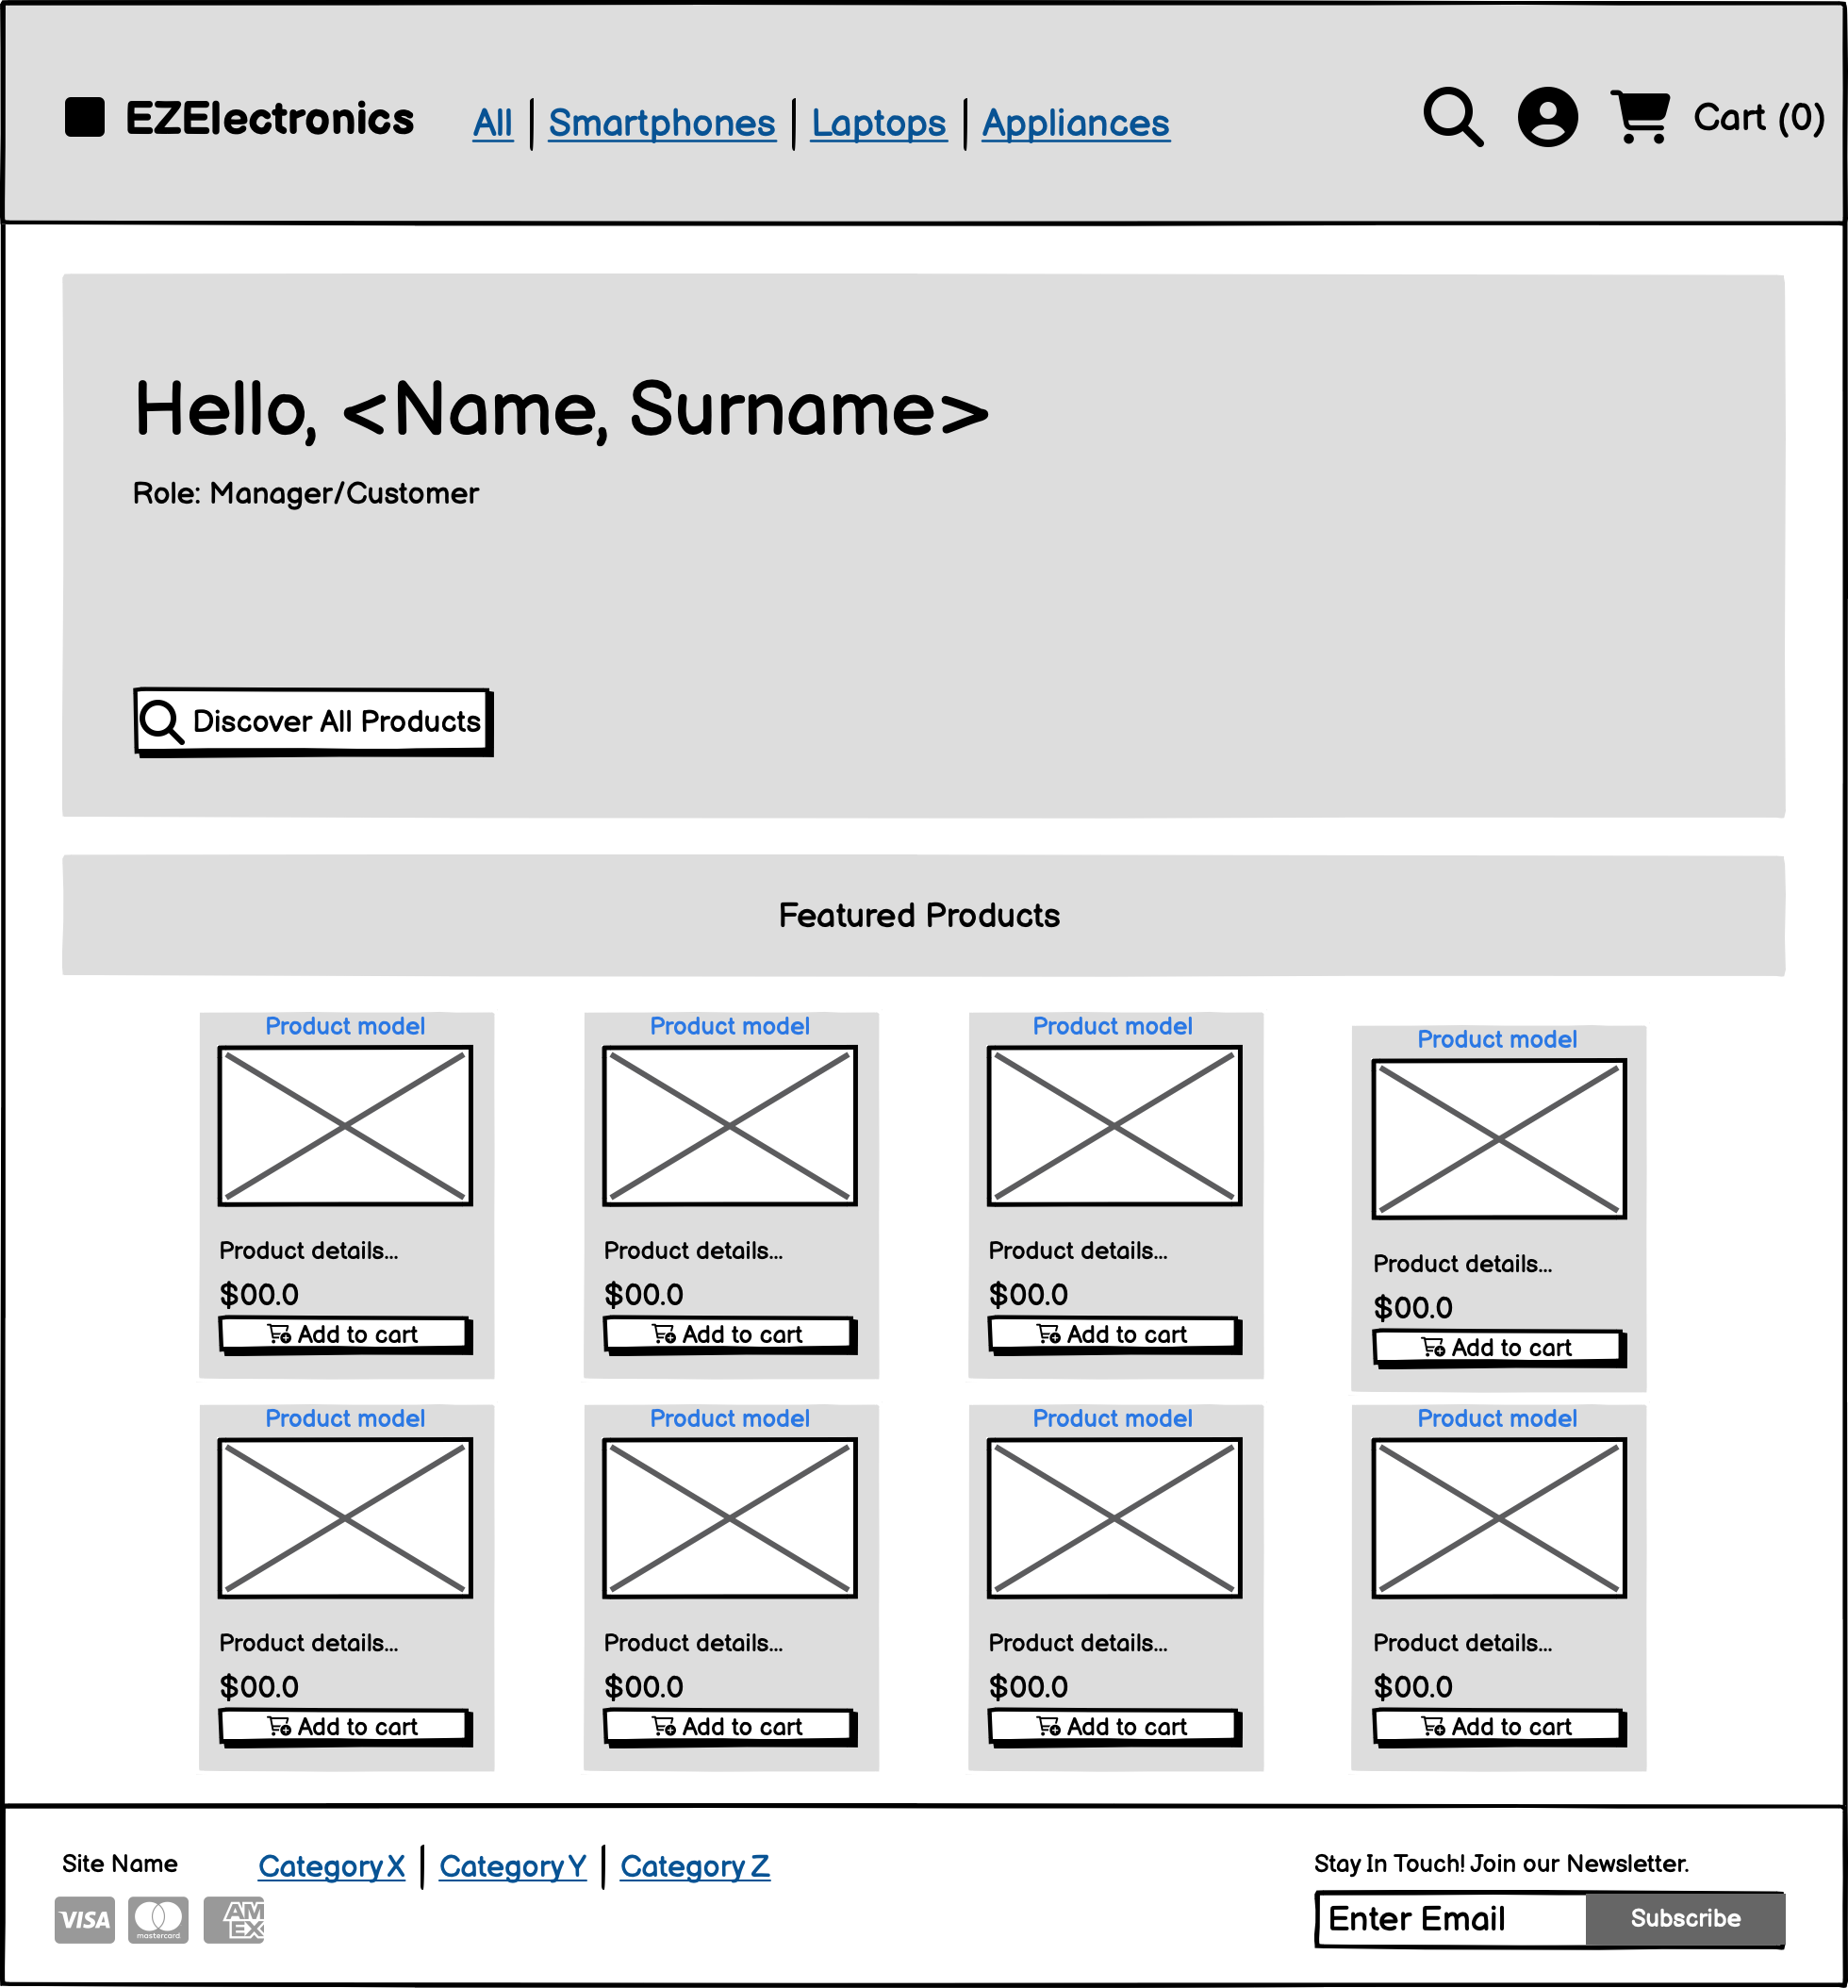 EZElectronics All Smartphones Laptops Appliances Cart (0)
Hello, <Name, Surname>
Role: Manager/Customer
Discover All Products
Featured Products
Product model Product model Product model Product model
Product details... Product details... Product details... Product details...
$00.0 $00.0 $00.0 $00.0
Add to cart Add to cart Add to cart Add to cart
Product model Product model Product model Product model
Product details... Product details... Product details... Product details...
$00.0 $00.0 $00.0 $00.0
Add to cart Add to cart Add to cart Add to cart
Site Name Category X Category Y Category Z Stay In Touch! Join our Newsletter.
VISA mastercard AM EX Enter Email Subscribe